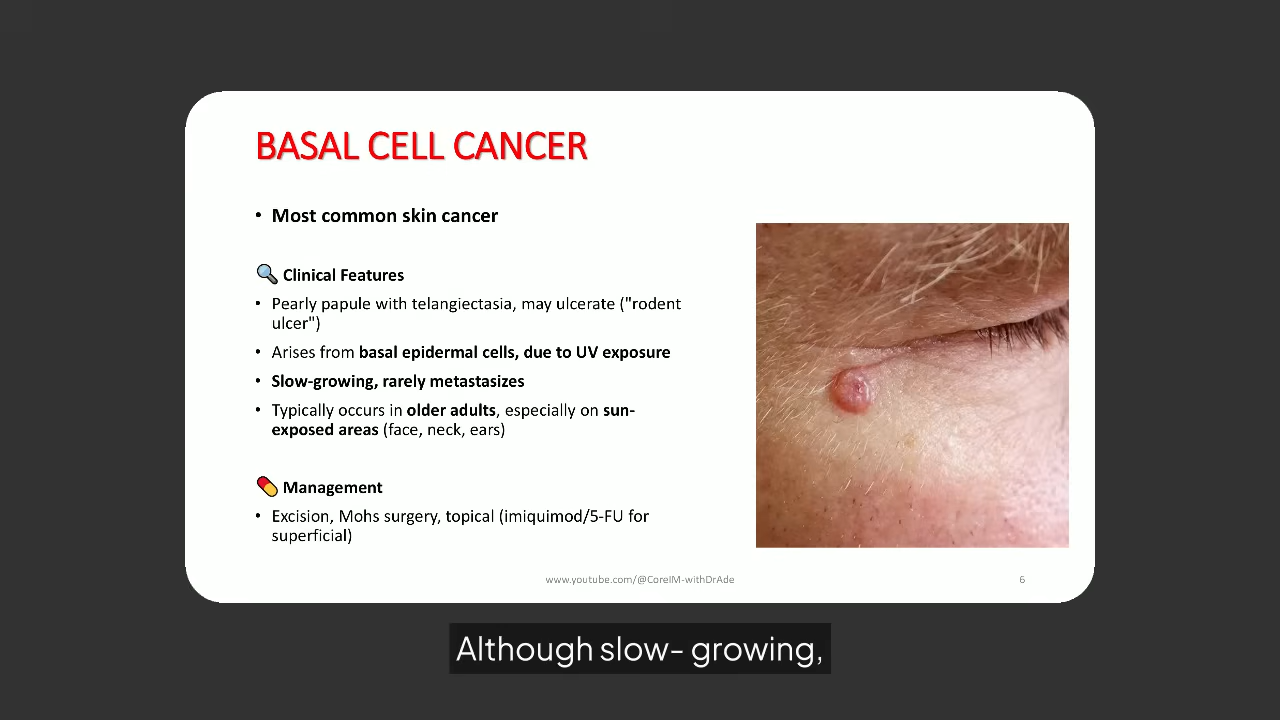 BASAL CELL CANCER
• Most common skin cancer
🔍 Clinical Features
• Pearly papule with telangiectasia, may ulcerate ("rodent
ulcer")
• Arises from basal epidermal cells, due to UV exposure
• Slow-growing, rarely metastasizes
• Typically occurs in older adults, especially on sun-
exposed areas (face, neck, ears)
💊 Management
• Excision, Mohs surgery, topical (imiquimod/5-FU for
superficial)
www.youtube.com/@CoreIM-withDrAde
6
Although slow- growing,